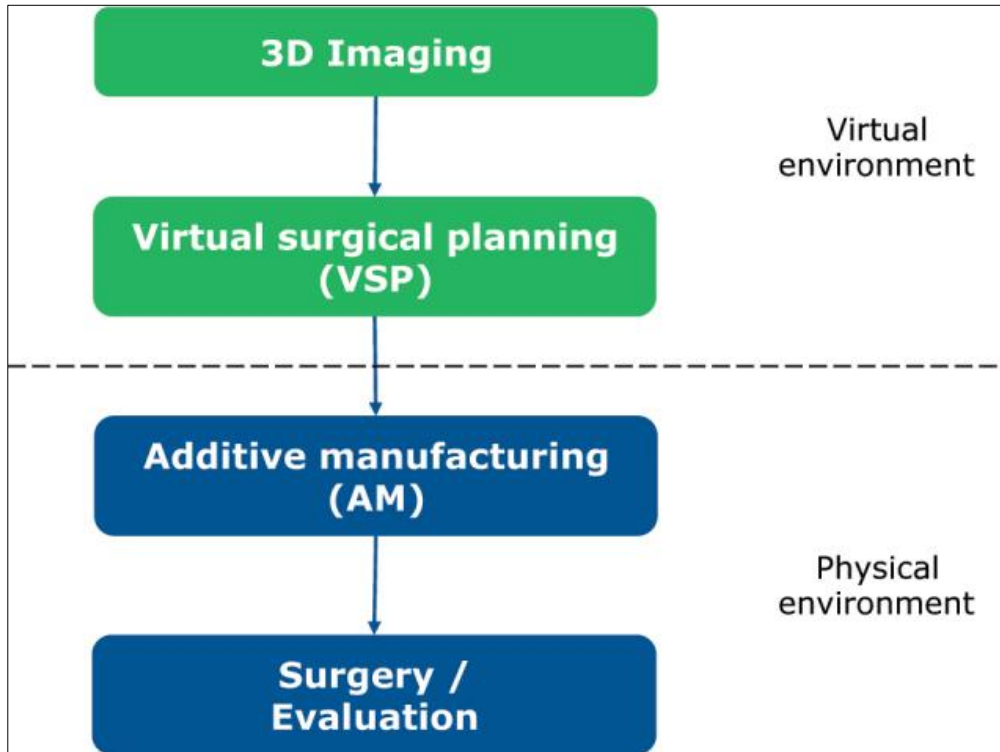 3D Imaging
Virtual
environment
Virtual surgical planning
(VSP)
Additive manufacturing
(AM)
Physical
environment
Surgery /
Evaluation